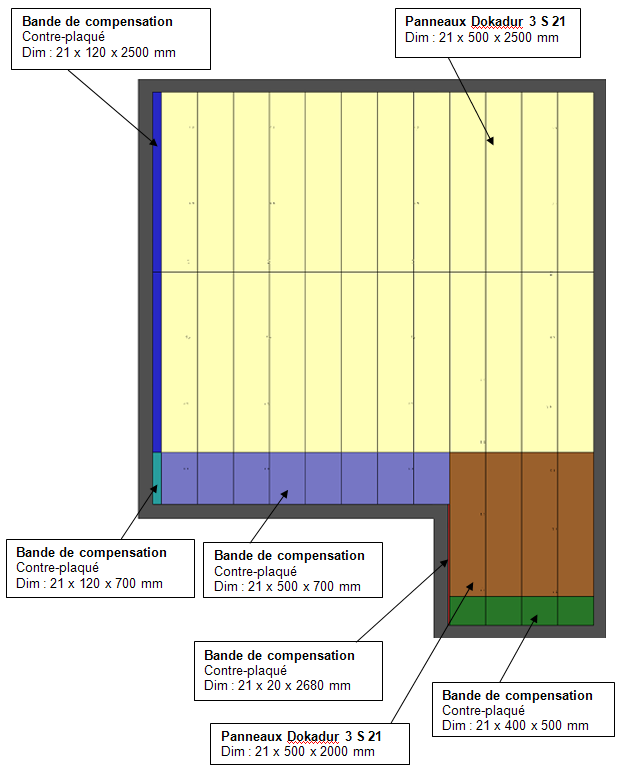 Bande de compensation
Contre-plaqué
Dim : 21 x 120 x 2500 mm
Panneaux Dokadur 3 S 21
Dim : 21 x 500 x 2500 mm
Bande de compensation
Contre-plaqué
Dim : 21 x 120 x 700 mm
Bande de compensation
Contre-plaqué
Dim : 21 x 500 x 700 mm
Bande de compensation
Contre-plaqué
Dim : 21 x 20 x 2680 mm
Bande de compensation
Contre-plaqué
Dim : 21 x 400 x 500 mm
Panneaux Dokadur 3 S 21
Dim : 21 x 500 x 2000 mm